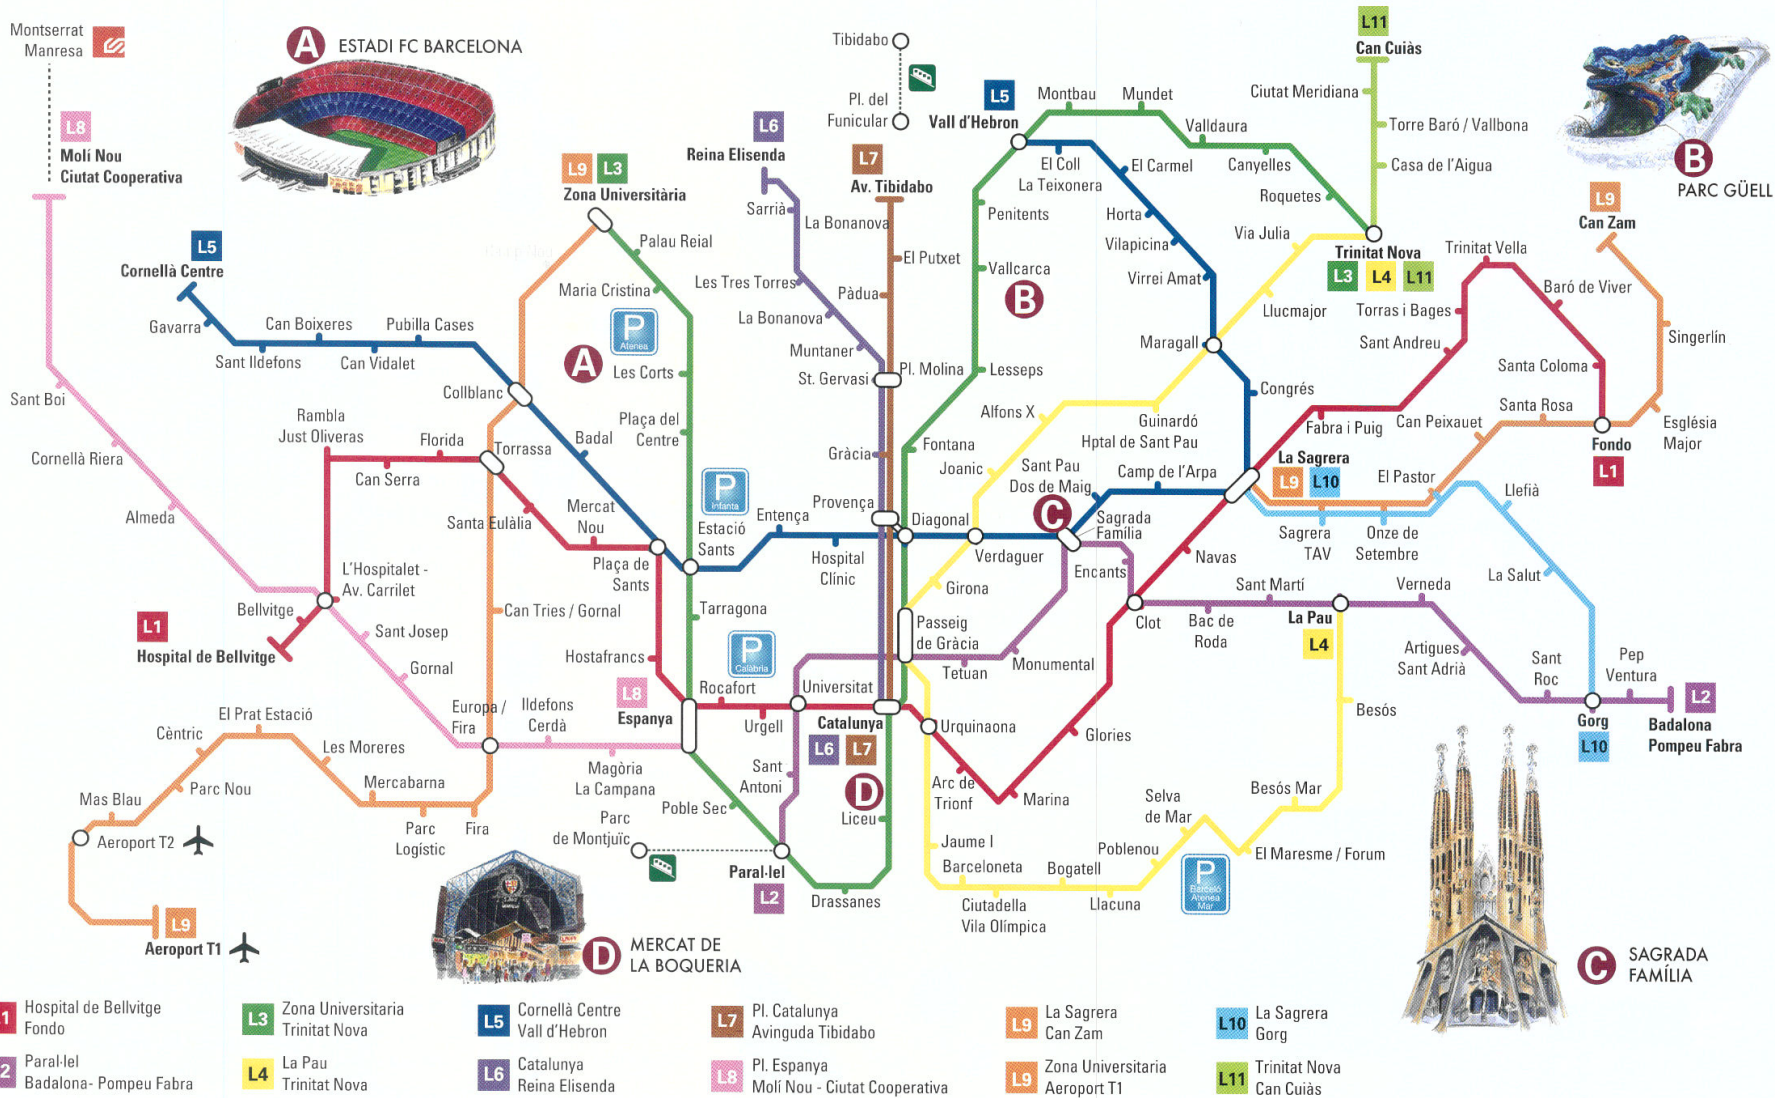 Montserrat
Manresa
L8
Molí Nou
Ciutat Cooperativa
A
ESTADI FC BARCELONA
Tibidabo
Pl. del
Funicular
L5
Vall d'Hebron
Montbau
Mundet
Valldaura
Canyelles
Roquetes
L11
Can Cuiàs
Ciutat Meridiana
Torre Baró / Vallbona
Casa de l'Aigua
B
PARC GÜELL
L6
Reina Elisenda
L7
Av. Tibidabo
El Coll
La Teixonera
El Carmel
L9 L3
Zona Universitària
Sarrià
La Bonanova
Penitents
Horta
Vilapicina
Via Julia
Trinitat Nova
L3 L4 L11
L9
Can Zam
Trinitat Vella
L5
Cornellà Centre
Palau Reial
Maria Cristina
El Putxet
Les Tres Torres
Pàdua
Vallcarca
B
Virrei Amat
Llucmajor
Torras i Bages
Baró de Viver
Gavarra
Can Boixeres
Pubilla Cases
Sant Ildefons
Can Vidalet
P
Atenea
La Bonanova
Muntaner
Maragall
Sant Andreu
Singerlín
A
Les Corts
St. Gervasi
Pl. Molina
Lesseps
Santa Coloma
Sant Boi
Collblanc
Congrés
Rambla
Just Oliveras
Florida
Torrassa
Badal
Plaça del
Centre
Alfons X
Guinardó
Hptal de Sant Pau
Fabra i Puig
Can Peixauet
Santa Rosa
Església
Major
Fondo
L1
Cornellà Riera
Can Serra
Gràcia
Fontana
Joanic
Sant Pau
Dos de Maig
Camp de l'Arpa
La Sagrera
L9 L10
El Pastor
Llefià
P
Infanta
Almeda
Santa Eulàlia
Mercat
Nou
Estació
Sants
Entença
Provença
Diagonal
C
Sagrada
Família
Sagrera
TAV
Onze de
Setembre
Plaça de
Sants
Hospital
Clínic
Verdaguer
Encants
Navas
La Salut
L'Hospitalet -
Av. Carrilet
Bellvitge
Can Tries / Gornal
Tarragona
Girona
Sant Martí
Verneda
L1
Hospital de Bellvitge
Sant Josep
Gornal
Hostafrancs
P
Calàbria
Passeig
de Gràcia
Tetuan
Monumental
Clot
Bac de
Roda
La Pau
L4
Artigues
Sant Adrià
Sant
Roc
Pep
Ventura
L8
Espanya
Rocafort
Urgell
Universitat
Catalunya
L6 L7
Urquinaona
Glories
Besós
Gorg
L10
L2
Badalona
Pompeu Fabra
El Prat Estació
Cèntric
Les Moreres
Europa /
Fira
Ildefons
Cerdà
Magòria
La Campana
Sant
Antoni
Arc de
Trionf
Marina
Parc Nou
Mercabarna
Mas Blau
Aeroport T2
Parc
Logístic
Fira
Poble Sec
D
Liceu
Parc
de Montjuïc
Selva
de Mar
Besós Mar
Jaume I
Poblenou
El Maresme / Forum
Barceloneta
Bogatell
Paral·lel
L2
Drassanes
Ciutadella
Vila Olímpica
Llacuna
P
Barceló
Atenea
Mar
L9
Aeroport T1
D
MERCAT DE
LA BOQUERIA
C
SAGRADA
FAMÍLIA
1 Hospital de Bellvitge
Fondo
2 Paral·lel
Badalona- Pompeu Fabra
L3 Zona Universitaria
Trinitat Nova
L4 La Pau
Trinitat Nova
L5 Cornellà Centre
Vall d'Hebron
L6 Catalunya
Reina Elisenda
L7 Pl. Catalunya
Avinguda Tibidabo
L8 Pl. Espanya
Molí Nou - Ciutat Cooperativa
L9 La Sagrera
Can Zam
L9 Zona Universitaria
Aeroport T1
L10 La Sagrera
Gorg
L11 Trinitat Nova
Can Cuiàs